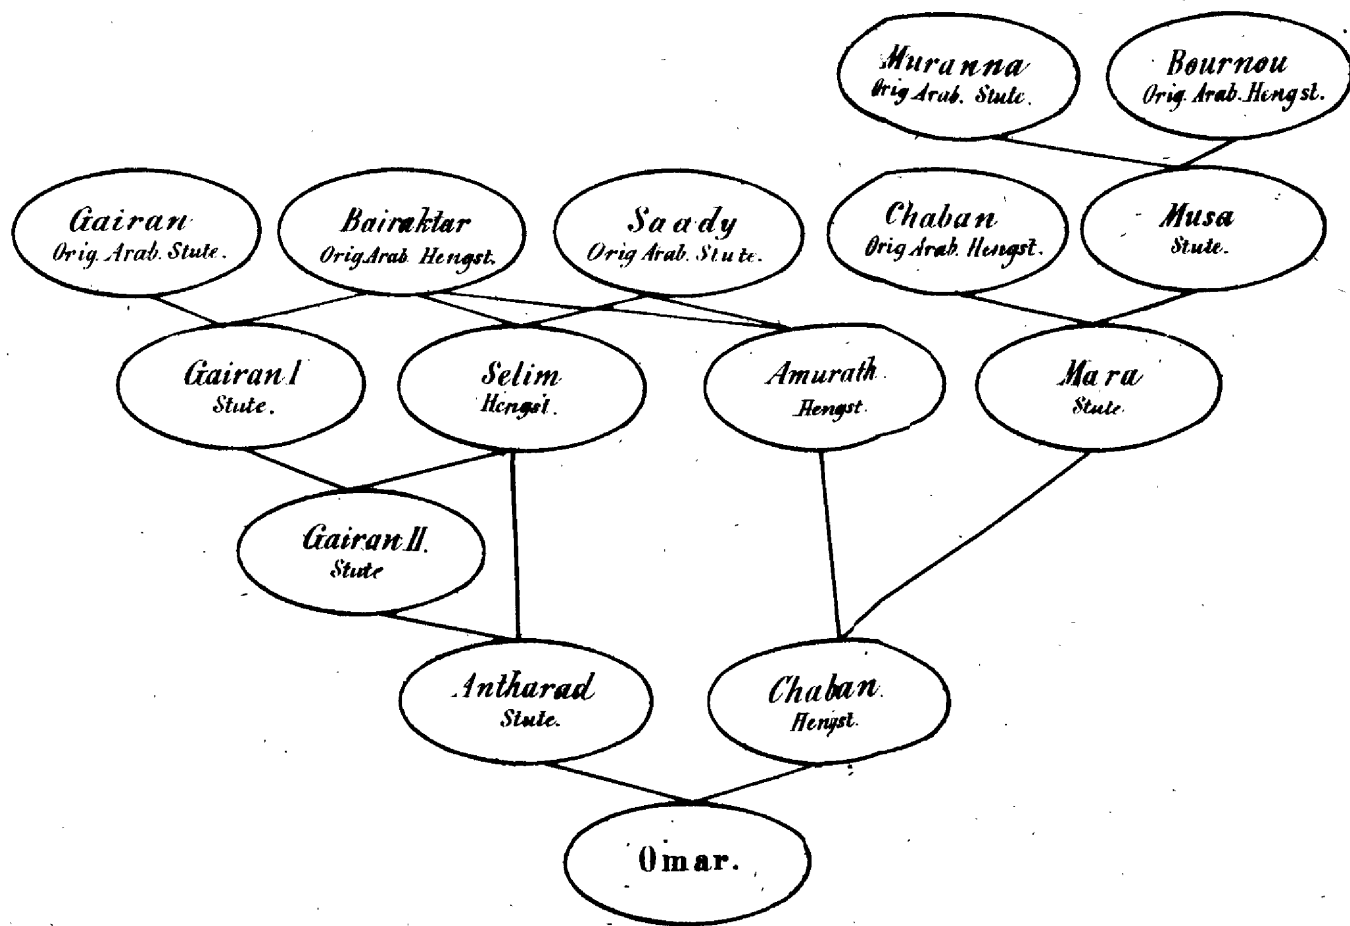 Muranna
Orig Arab. Stute.
Bournou
Orig. Arab. Hengst.
Gairan
Orig. Arab. Stute.
Bairaktar
Orig Arab. Hengst.
Saady
Orig Arab. Stute.
Chaban
Orig Arab. Hengst.
Musa
Stute.
Gairan I
Stute.
Selim
Hengst.
Amurath
Hengst.
Mara
Stute
Gairan II.
Stute
Antharad
Stute.
Chaban.
Hengst.
Omar.